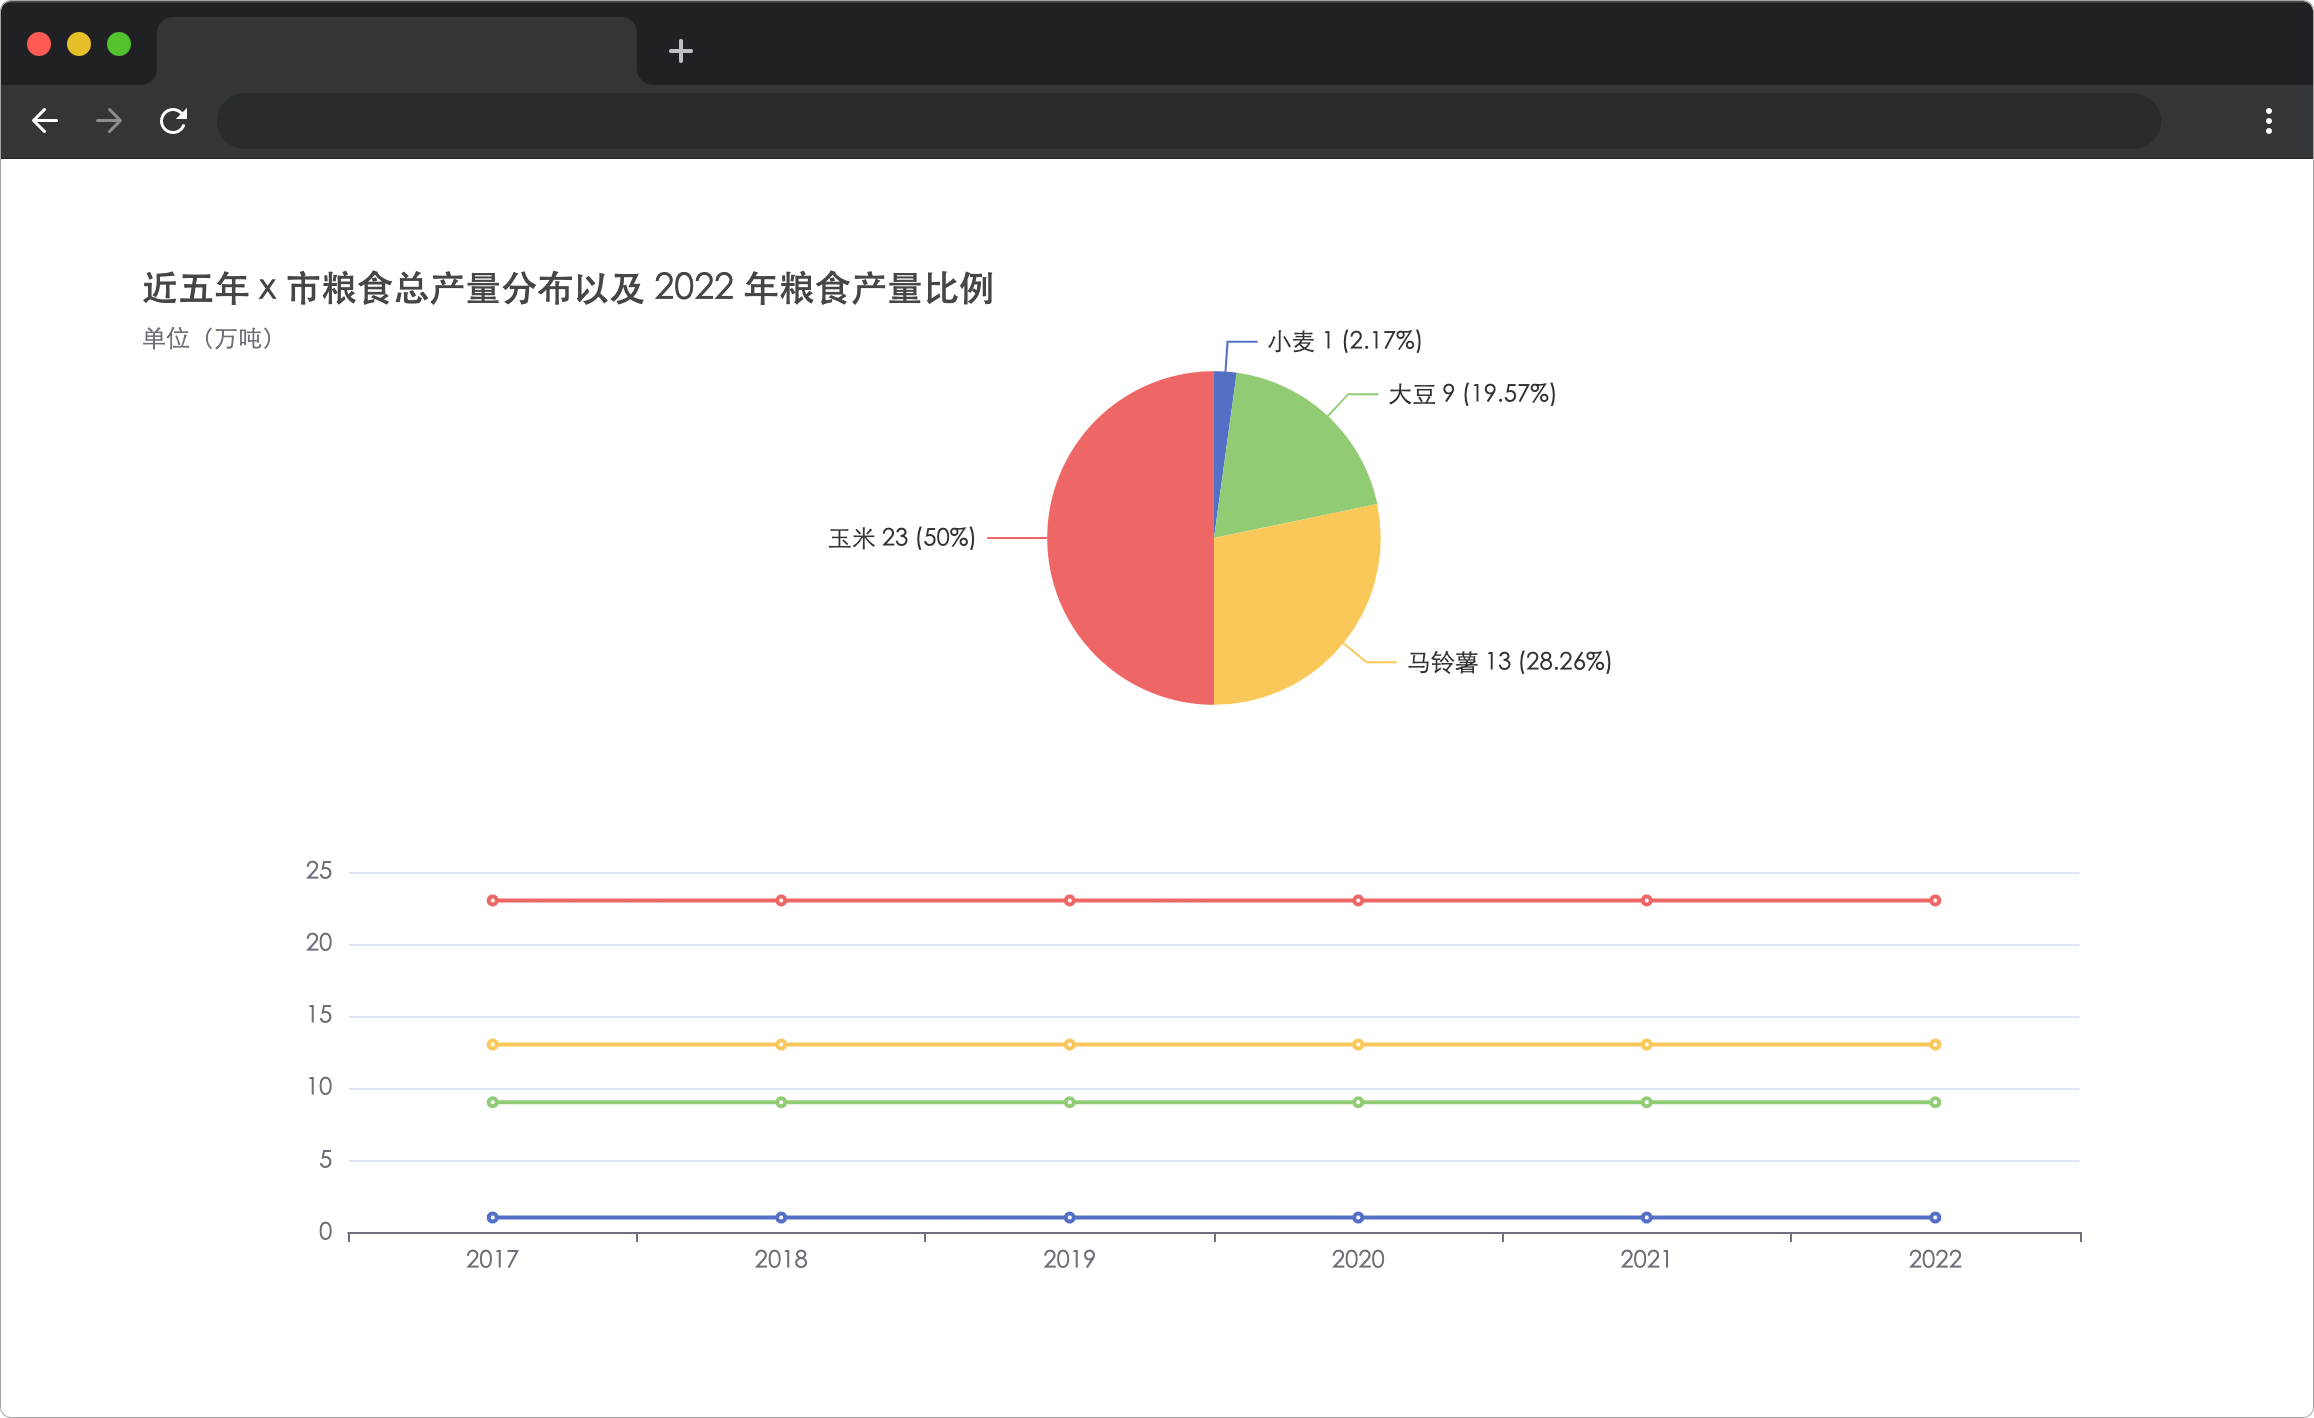 近五年 x 市粮食总产量分布以及 2022 年粮食产量比例
单位（万吨）
小麦 1 (2.17%)
大豆 9 (19.57%)
玉米 23 (50%)
马铃薯 13 (28.26%)
25
20
15
10
5
0
2017 2018 2019 2020 2021 2022